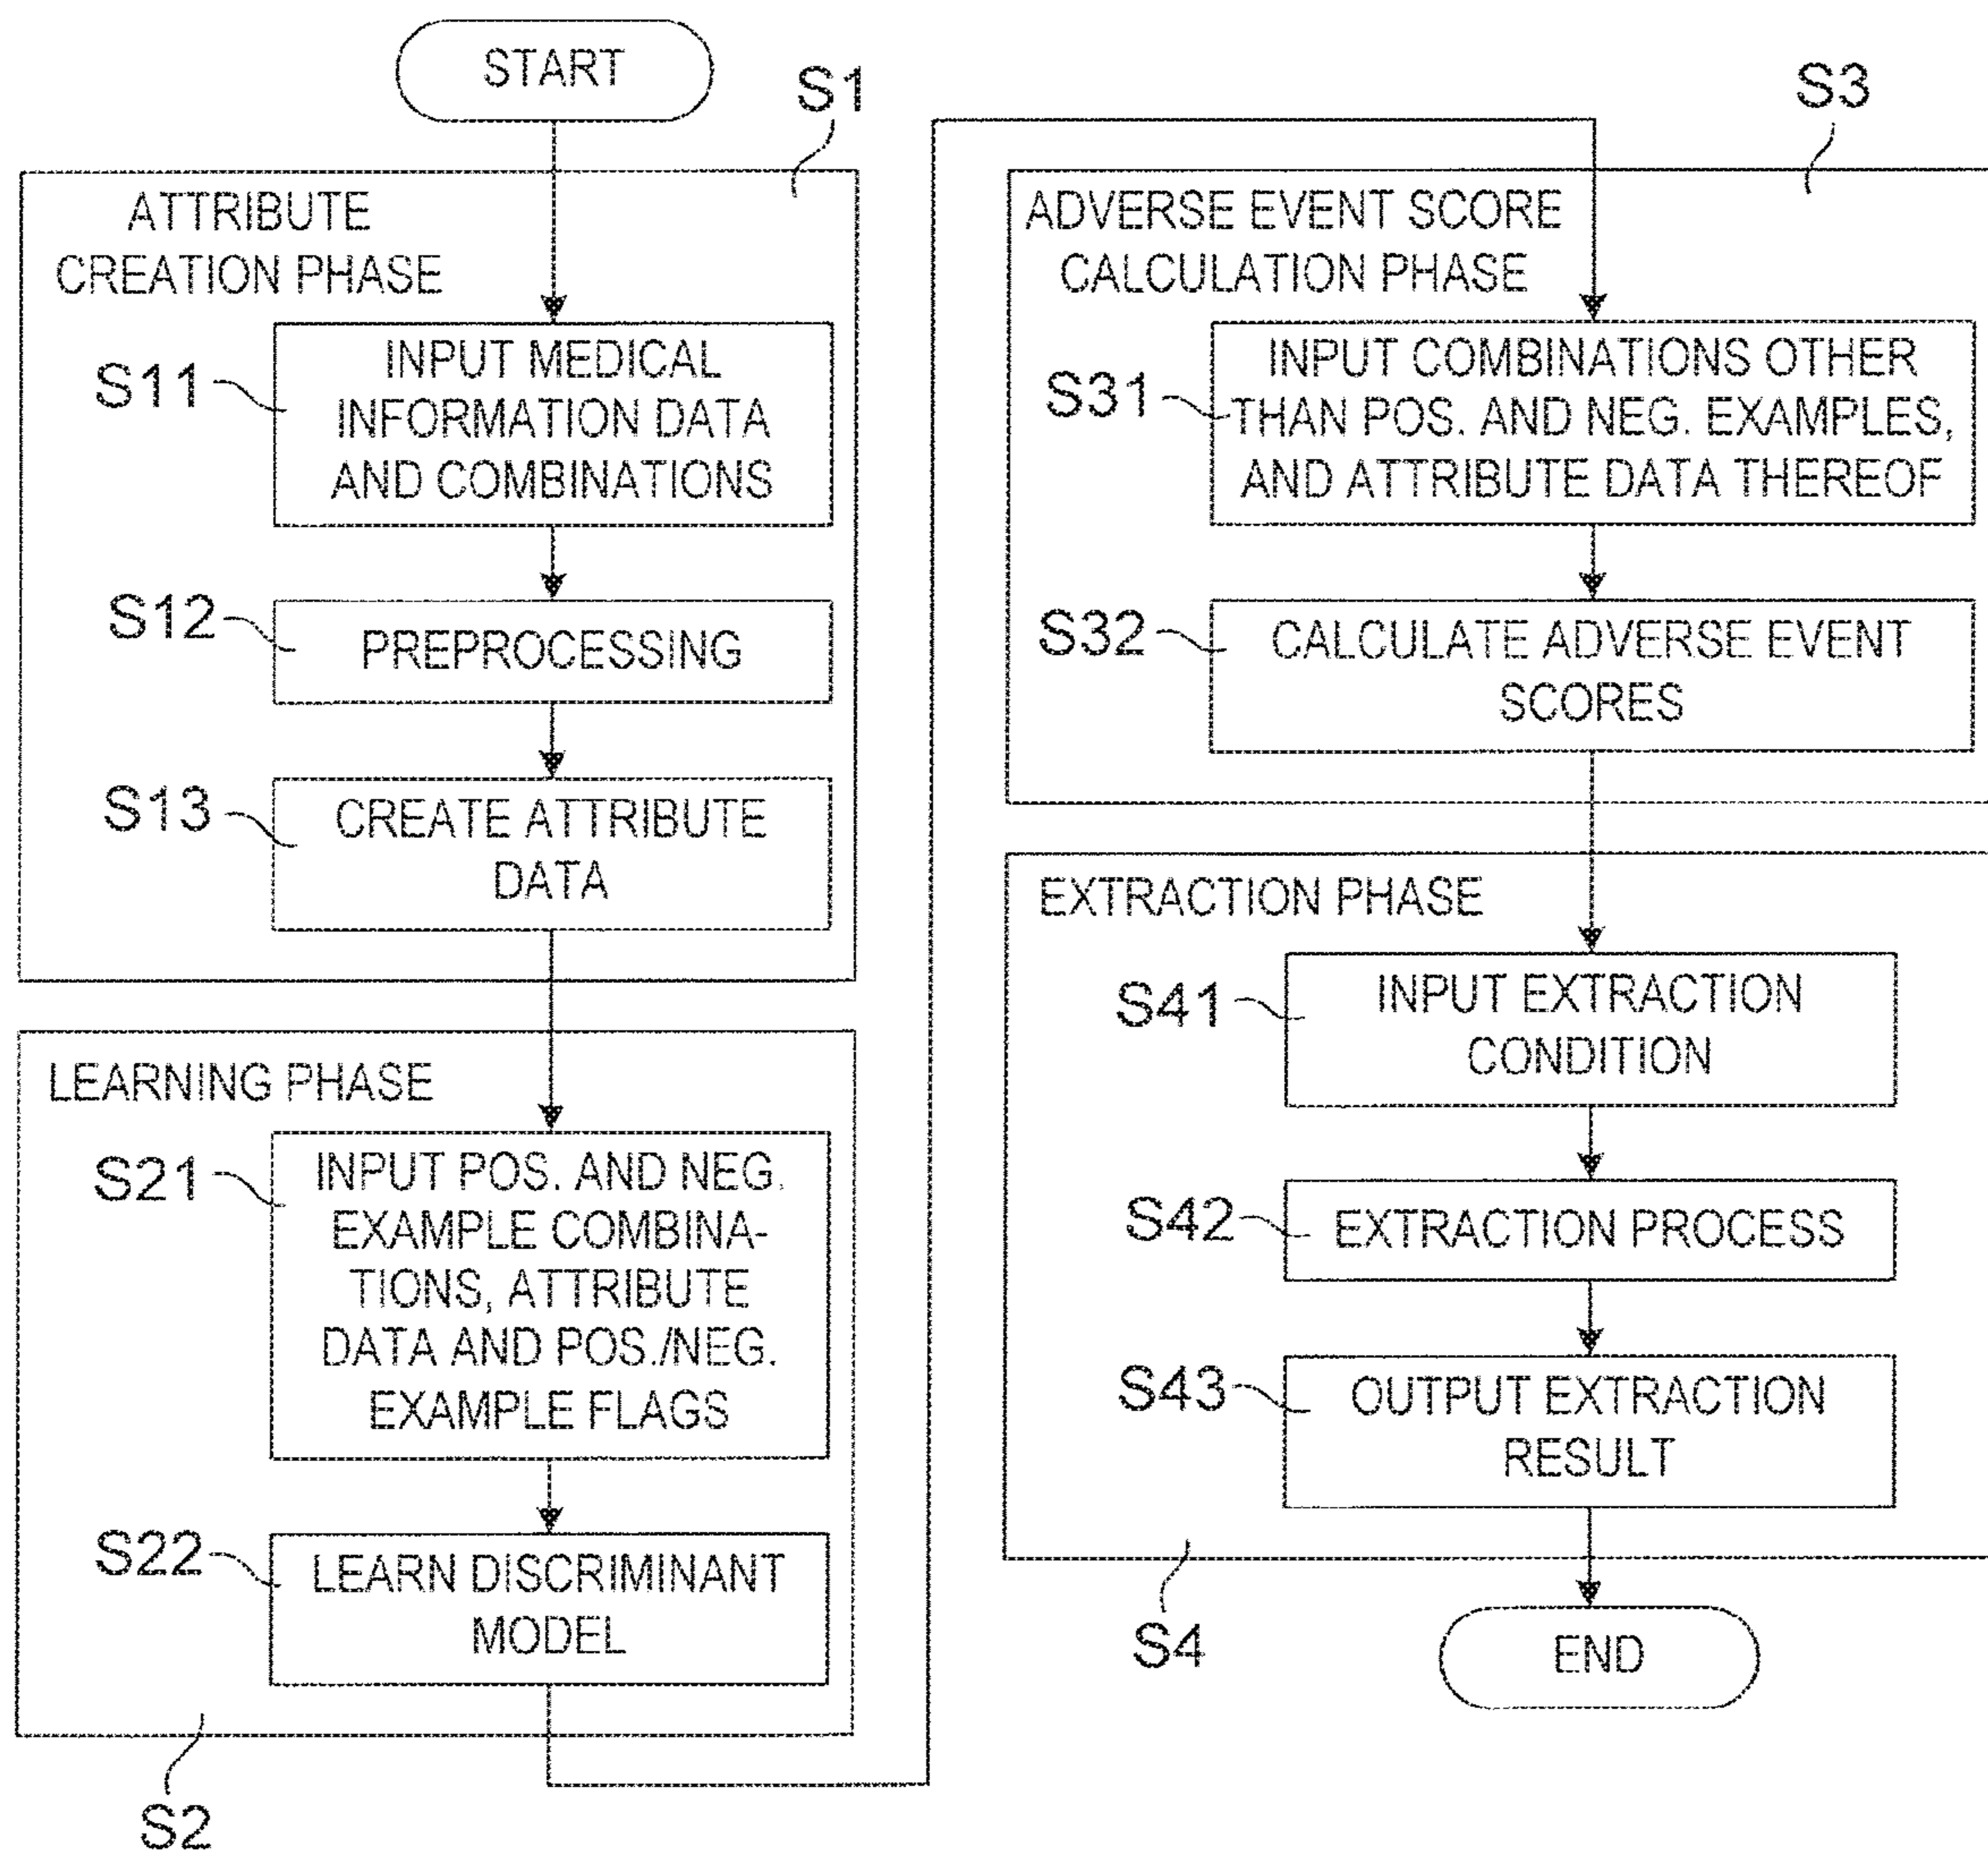 START
S1
ATTRIBUTE
CREATION PHASE
S11
INPUT MEDICAL
INFORMATION DATA
AND COMBINATIONS
S12
PREPROCESSING
S13
CREATE ATTRIBUTE
DATA
LEARNING PHASE
S21
INPUT POS. AND NEG.
EXAMPLE COMBINA-
TIONS, ATTRIBUTE
DATA AND POS./NEG.
EXAMPLE FLAGS
S22
LEARN DISCRIMINANT
MODEL
S2
S3
ADVERSE EVENT SCORE
CALCULATION PHASE
S31
INPUT COMBINATIONS OTHER
THAN POS. AND NEG. EXAMPLES,
AND ATTRIBUTE DATA THEREOF
S32
CALCULATE ADVERSE EVENT
SCORES
EXTRACTION PHASE
S41
INPUT EXTRACTION
CONDITION
S42
EXTRACTION PROCESS
S43
OUTPUT EXTRACTION
RESULT
S4
END